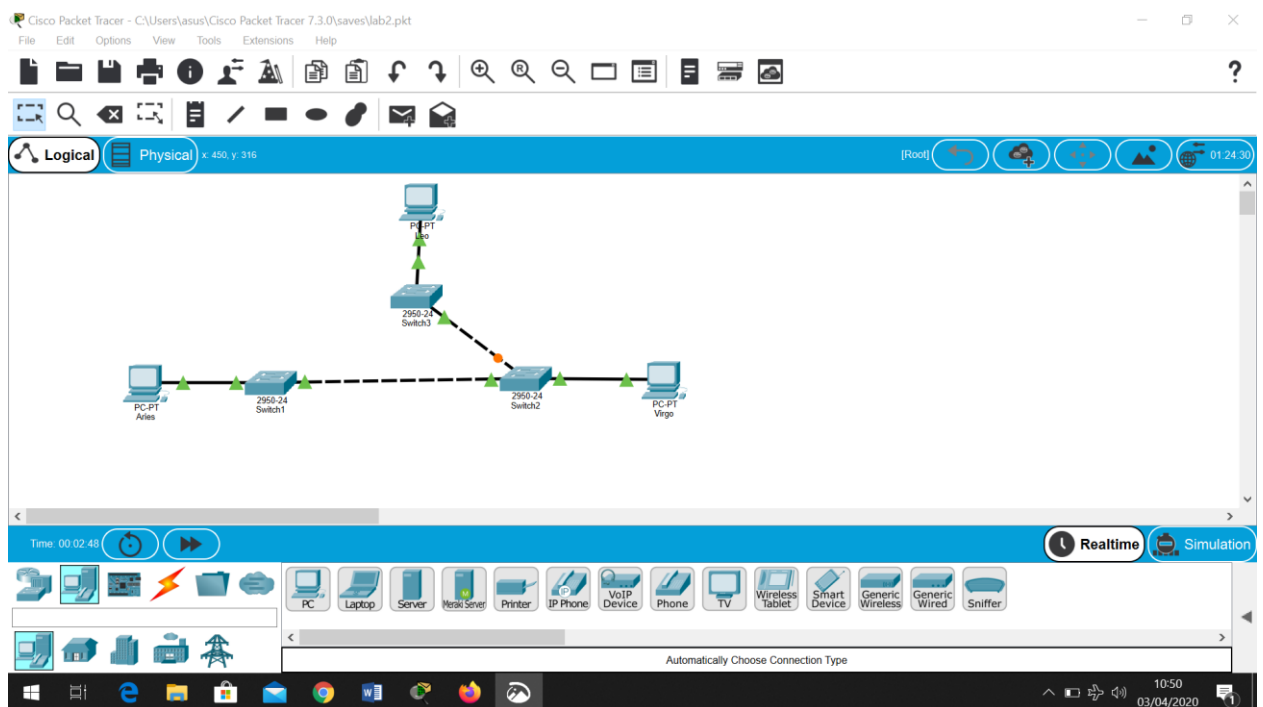 Cisco Packet Tracer - C:\Users\asus\Cisco Packet Tracer 7.3.0\saves\lab2.pkt
File Edit Options View Tools Extensions Help
Logical Physical x: 450, y: 316 [Root] 01:24:30
PC-PT
Leo
2950-24
Switch3
PC-PT
Aries
2950-24
Switch1
2950-24
Switch2
PC-PT
Virgo
Time: 00:02:48 Realtime Simulation
PC Laptop Server Meraki Server Printer IP Phone VoIP Device Phone TV Wireless Tablet Smart Device Generic Wireless Generic Wired Sniffer
Automatically Choose Connection Type
10:50
03/04/2020